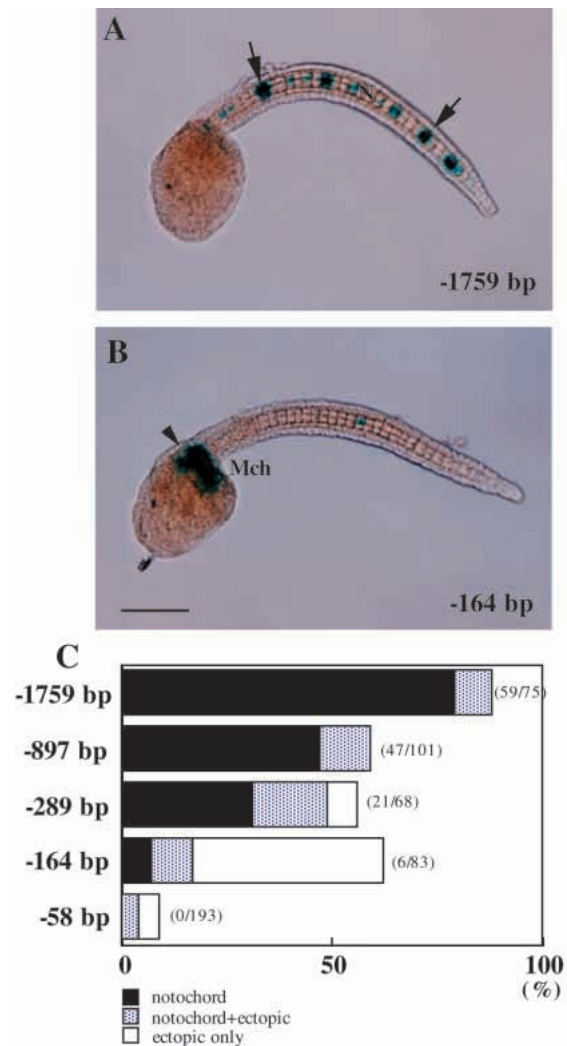 A
N
-1759 bp
B
Mch
-164 bp
C
-1759 bp (59/75)
-897 bp (47/101)
-289 bp (21/68)
-164 bp (6/83)
-58 bp (0/193)
0 50 100
(%)
notochord
notochord+ectopic
ectopic only